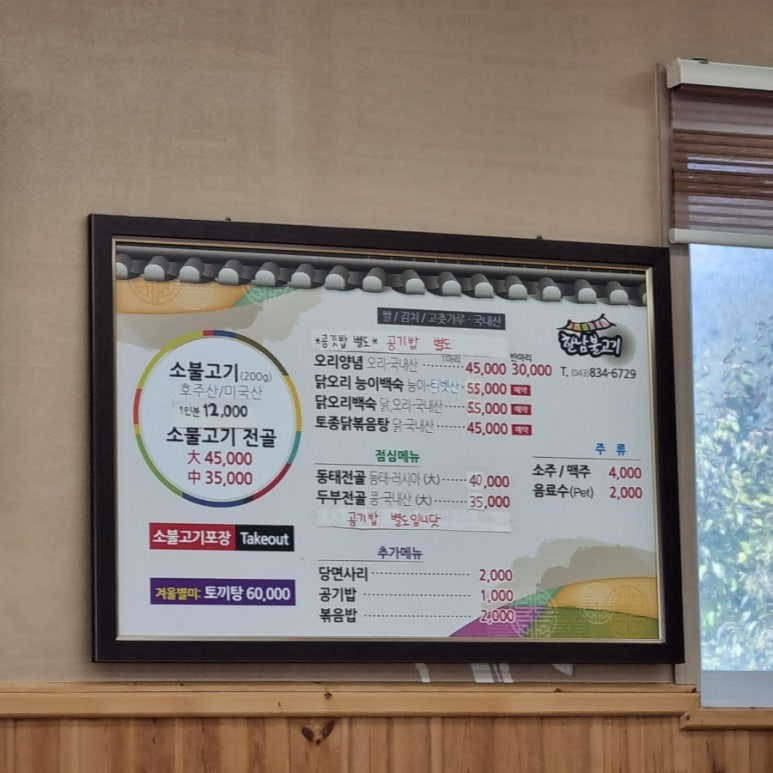 쌀 / 김치 / 고춧가루 - 국내산
*공깃밥 별도* 공기밥 별도
1마리 반마리
오리양념 오리-국내산 45,000 30,000
닭오리 능이백숙 능이-티벳산 55,000 예약
닭오리백숙 닭,오리-국내산 55,000 예약
토종닭볶음탕 닭-국내산 45,000 예약
한남불고기
T. (043)834-6729
소불고기(200g)
호주산/미국산
1인분 12,000
소불고기 전골
大 45,000
中 35,000
소불고기포장 Takeout
겨울별미: 토끼탕 60,000
점심메뉴
동태전골 동태-러시아 (大) 40,000
두부전골 콩-국내산 (大) 35,000
공기밥 별도입니닷
추가메뉴
당면사리 2,000
공기밥 1,000
볶음밥 2,000
주 류
소주 / 맥주 4,000
음료수(Pet) 2,000